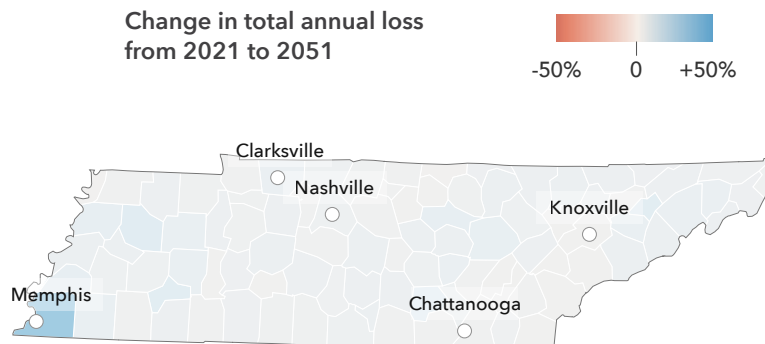 Change in total annual loss
from 2021 to 2051
-50% 0 +50%
Clarksville
Nashville
Knoxville
Memphis
Chattanooga